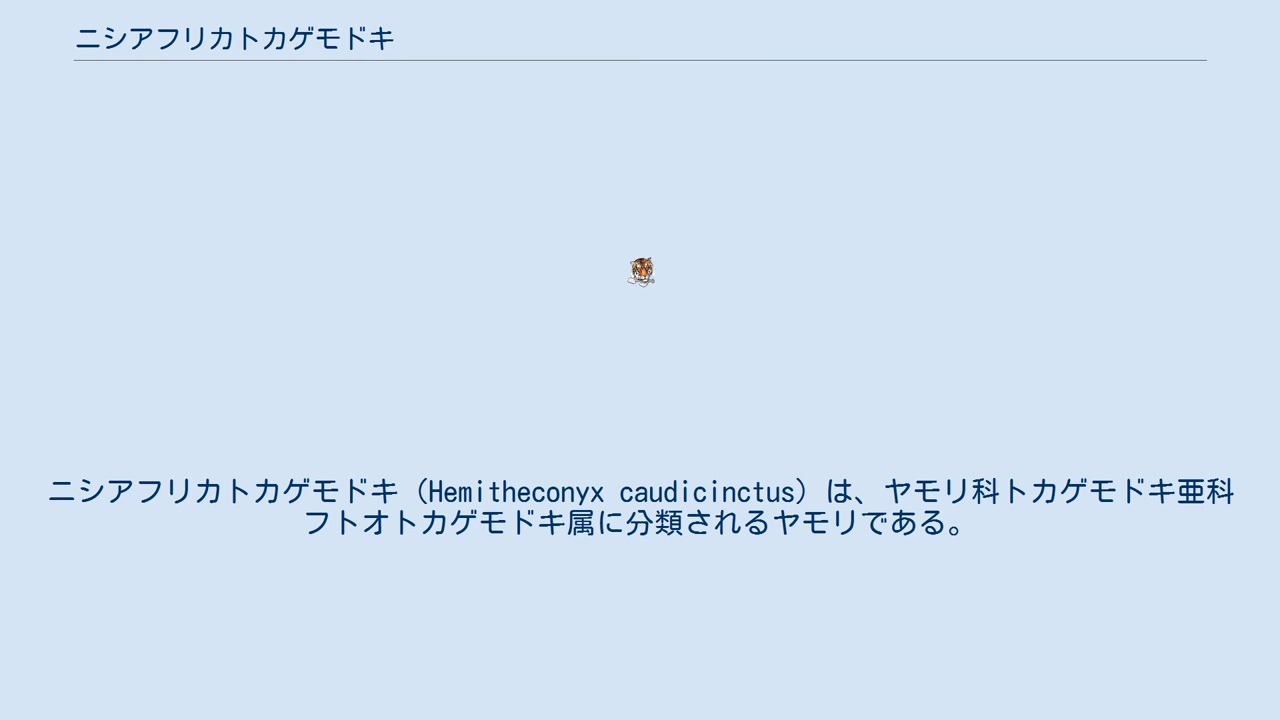 ニシアフリカトカゲモドキ
ニシアフリカトカゲモドキ（Hemitheconyx caudicinctus）は、ヤモリ科トカゲモドキ亜科
フトオトカゲモドキ属に分類されるヤモリである。